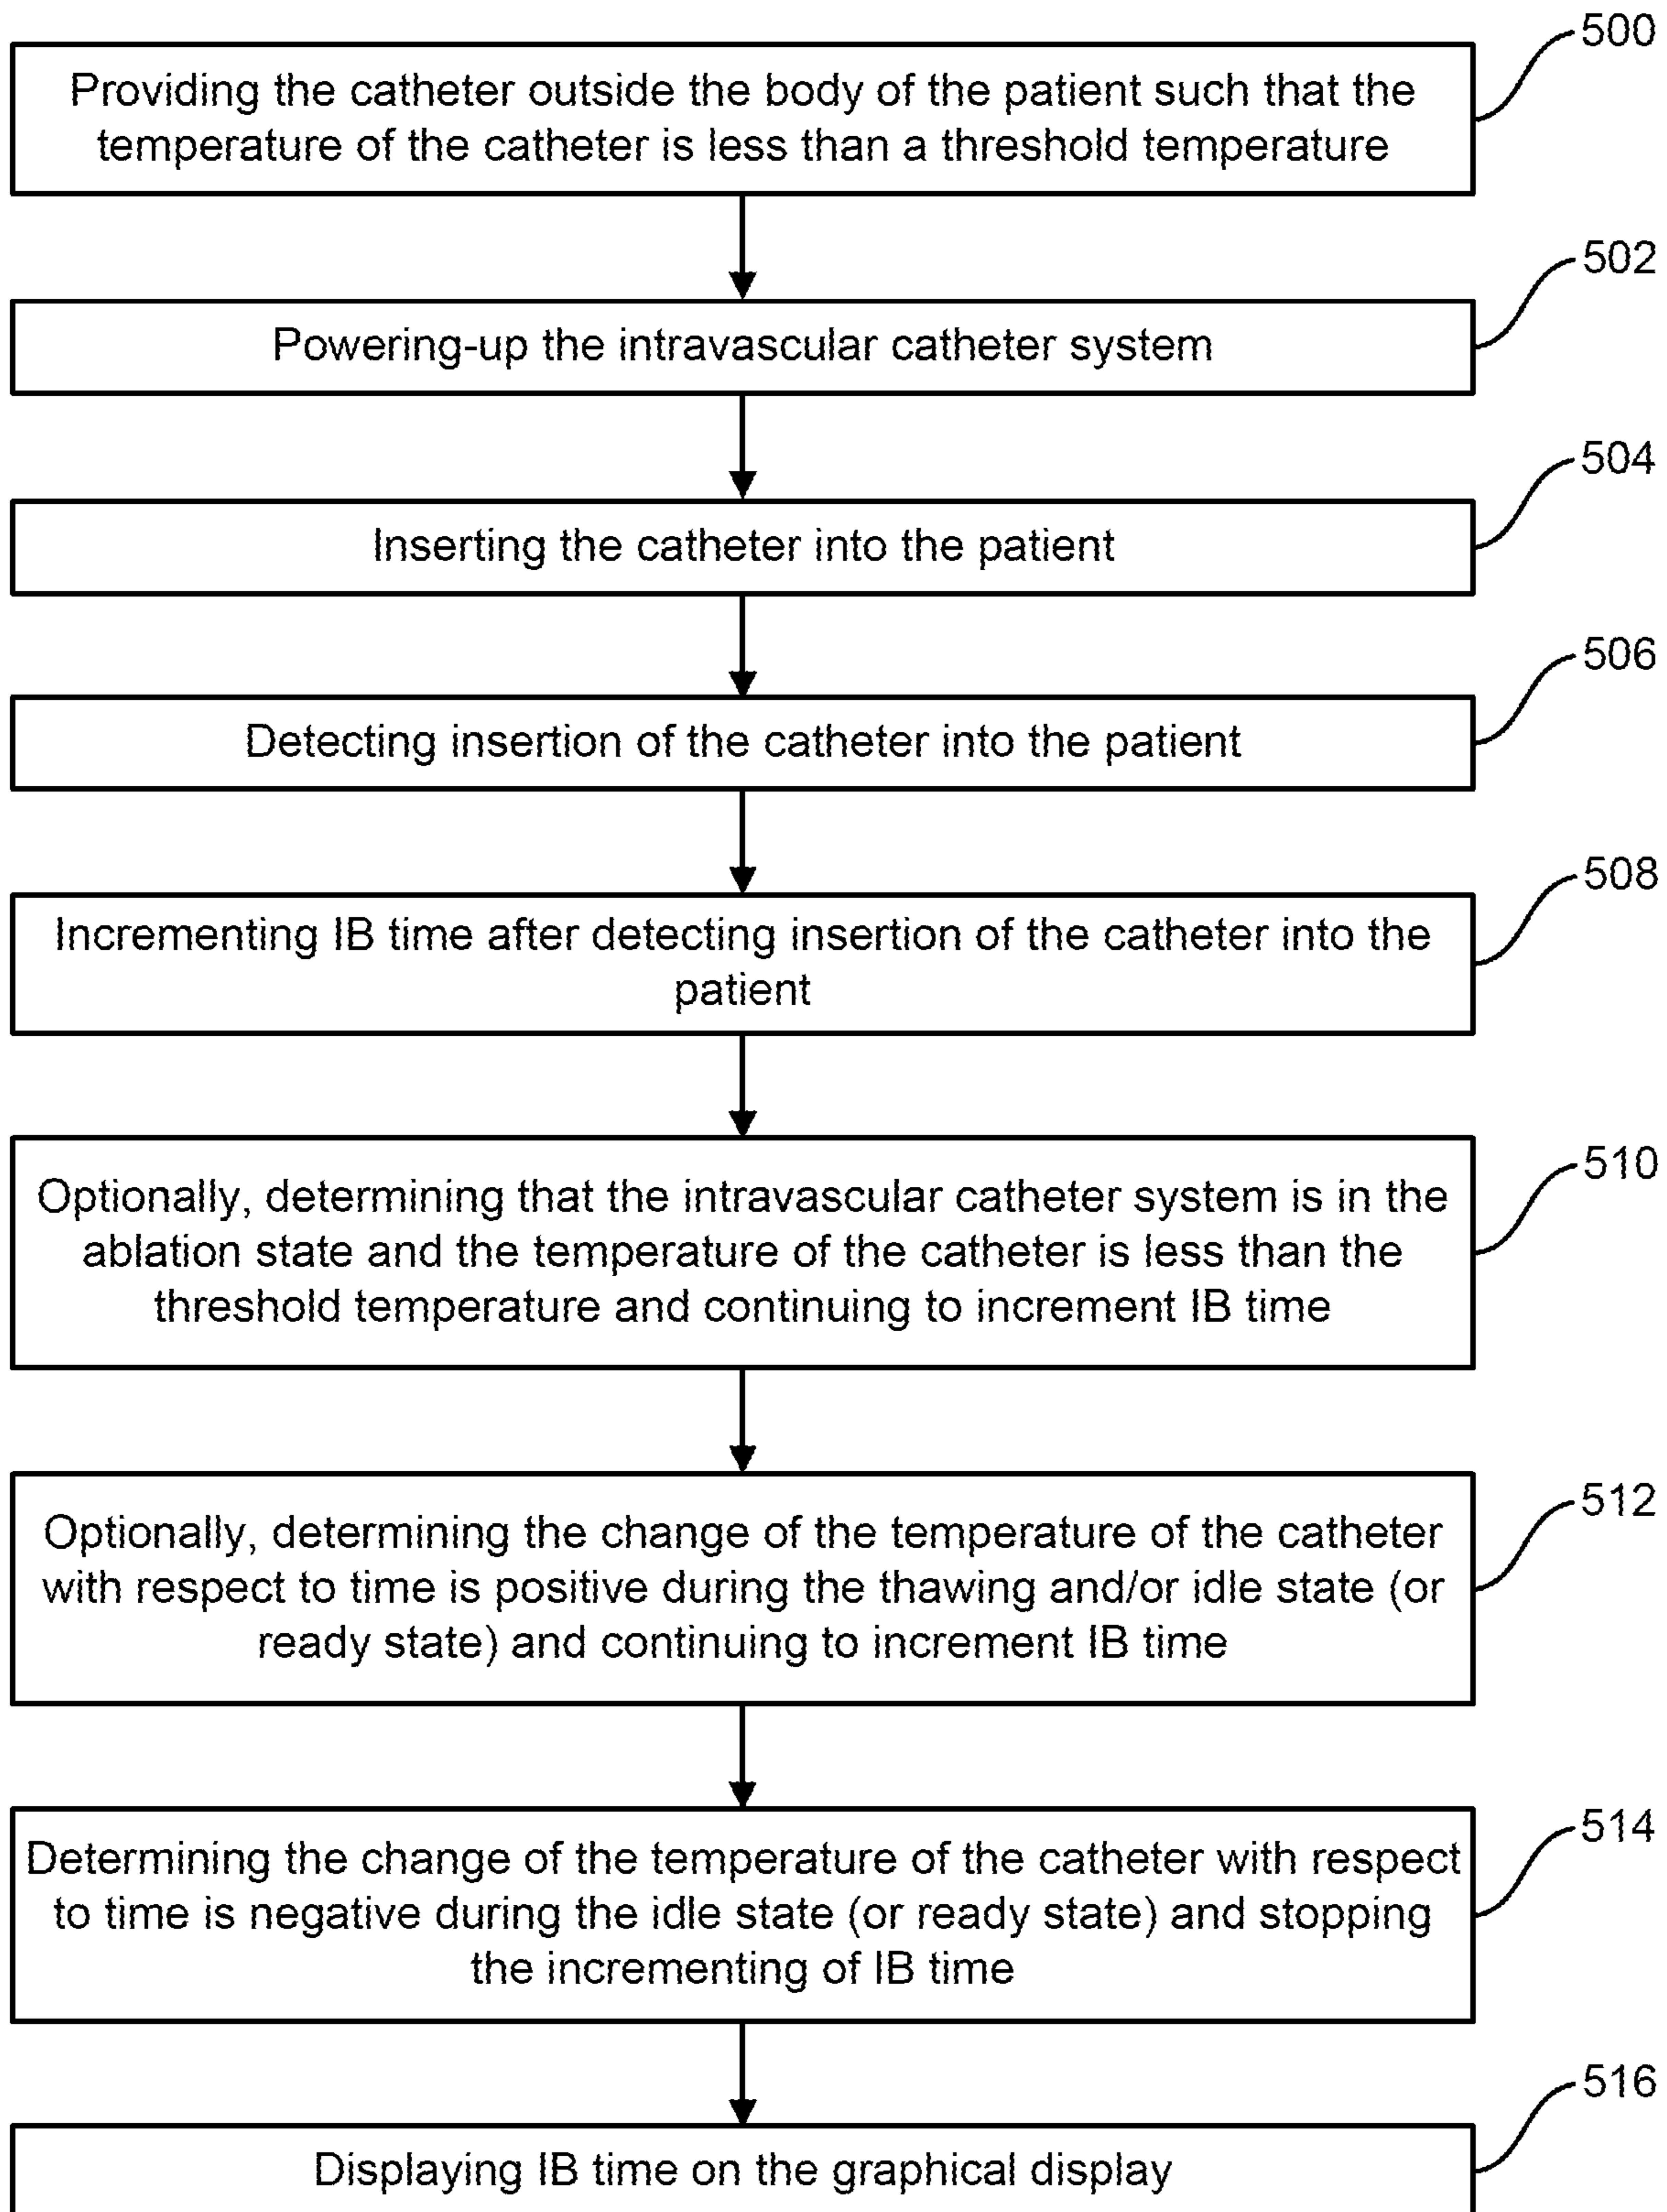 500
Providing the catheter outside the body of the patient such that the
temperature of the catheter is less than a threshold temperature
502
Powering-up the intravascular catheter system
504
Inserting the catheter into the patient
506
Detecting insertion of the catheter into the patient
508
Incrementing IB time after detecting insertion of the catheter into the
patient
510
Optionally, determining that the intravascular catheter system is in the
ablation state and the temperature of the catheter is less than the
threshold temperature and continuing to increment IB time
512
Optionally, determining the change of the temperature of the catheter
with respect to time is positive during the thawing and/or idle state (or
ready state) and continuing to increment IB time
514
Determining the change of the temperature of the catheter with respect
to time is negative during the idle state (or ready state) and stopping
the incrementing of IB time
516
Displaying IB time on the graphical display